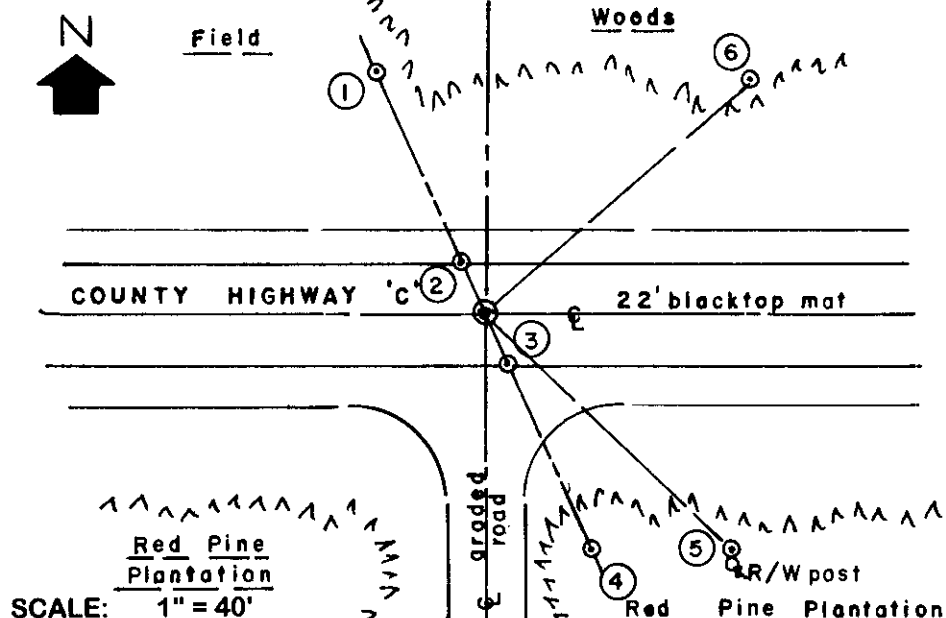 N
Field
Woods
1
6
2
COUNTY HIGHWAY 'C'
22' blacktop mat
℄
3
graded
road
Red Pine
Plantation
4
5
R/W post
SCALE: 1" = 40'
℄
Red Pine Plantation